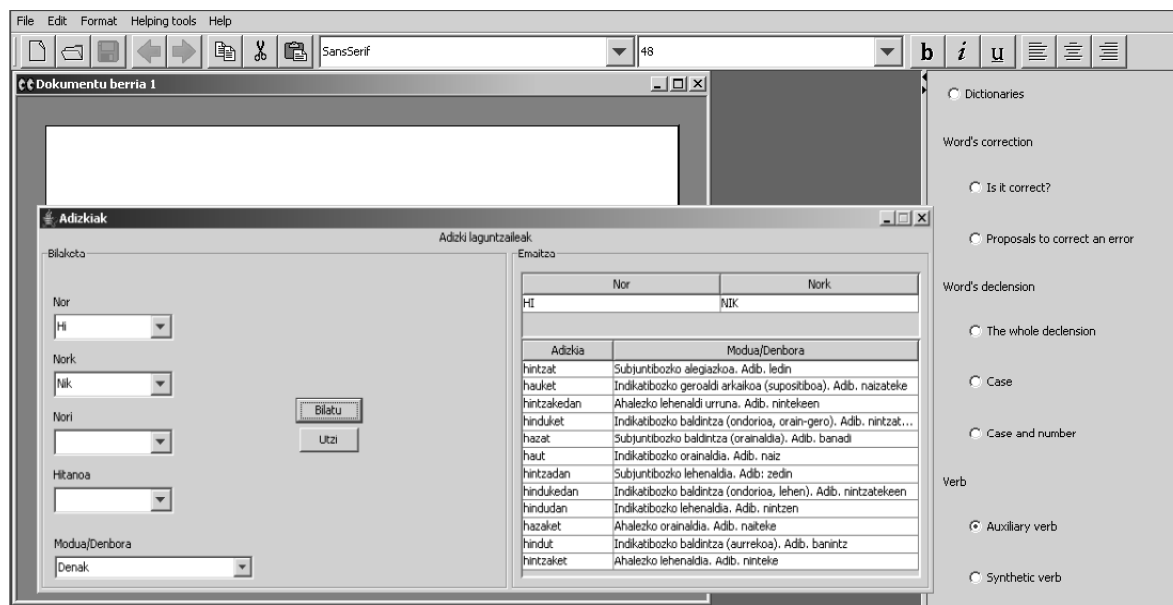 File Edit Format Helping tools Help
SansSerif 48 b i u
Dokumentu berria 1
Dictionaries
Word's correction
Is it correct?
Proposals to correct an error
Word's declension
The whole declension
Case
Case and number
Verb
Auxiliary verb
Synthetic verb
Adizkiak
Adizki laguntzaileak
Bilaketa
Nor
Hi
Nork
Nik
Nori
Hitanoa
Modua/Denbora
Denak
Bilatu
Utzi
Emaitza
Nor Nork
HI NIK
Adizkia Modua/Denbora
hintzat Subjuntibozko alegiazkoa. Adib. ledin
hauket Indikatibozko geroaldi arkaikoa (supositiboa). Adib. naizateke
hintzakedan Ahalezko lehenaldi urruna. Adib. nintekeen
hinduket Indikatibozko baldintza (ondorioa, orain-gero). Adib. nintzat...
hazat Subjuntibozko baldintza (orainaldia). Adib. banadi
haut Indikatibozko orainaldia. Adib. naiz
hintzadan Subjuntibozko lehenaldia. Adib: zedin
hindukedan Indikatibozko baldintza (ondorioa, lehen). Adib. nintzatekeen
hindudan Indikatibozko lehenaldia. Adib. nintzen
hazaket Ahalezko orainaldia. Adib. naiteke
hindut Indikatibozko baldintza (aurrekoa). Adib. banintz
hintzaket Ahalezko lehenaldia. Adib. ninteke